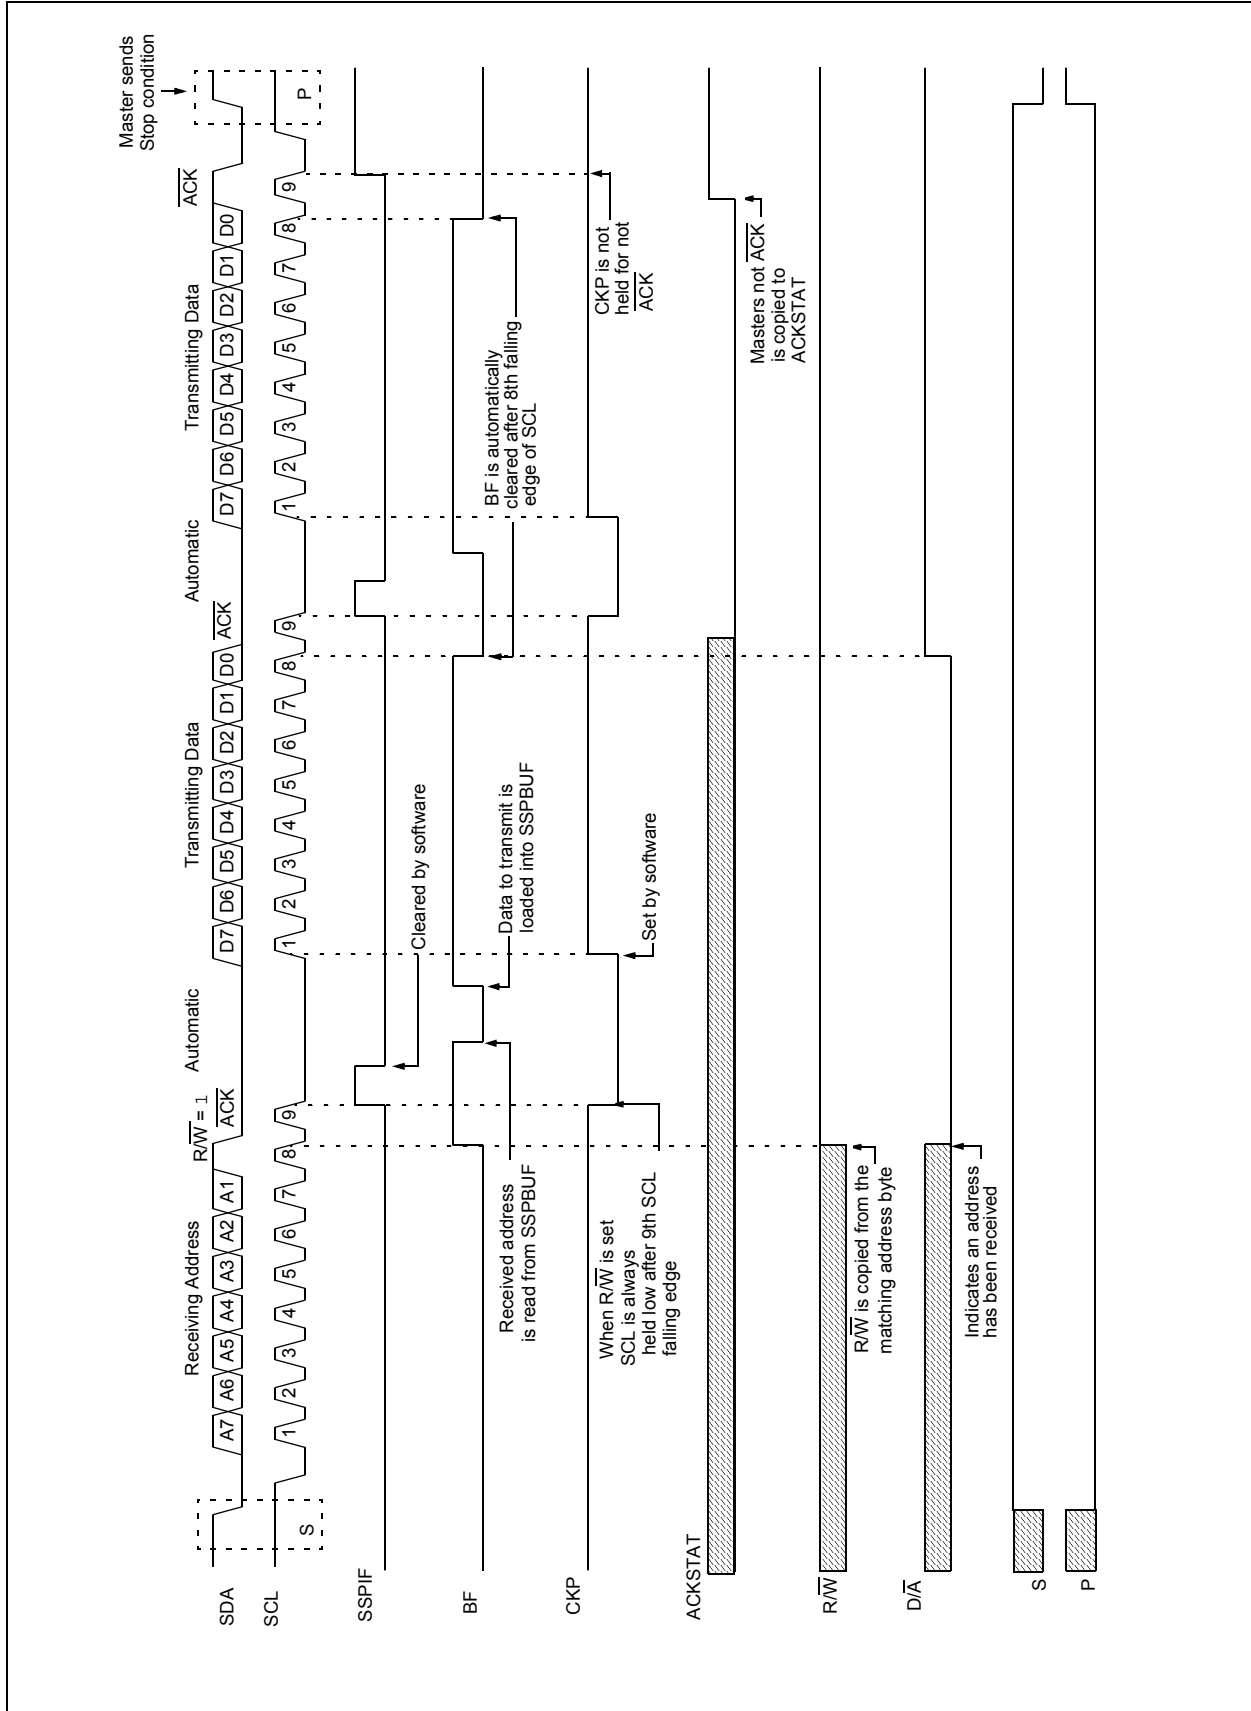 Master sends
Stop condition
Receiving Address
R/W = 1
ACK
Automatic
Transmitting Data
ACK
Automatic
Transmitting Data
ACK
SDA
A7 A6 A5 A4 A3 A2 A1
D7 D6 D5 D4 D3 D2 D1 D0
D7 D6 D5 D4 D3 D2 D1 D0
SCL
S
1 2 3 4 5 6 7 8 9
1 2 3 4 5 6 7 8 9
1 2 3 4 5 6 7 8 9
P
SSPIF
Cleared by software
BF
Received address
is read from SSPBUF
Data to transmit is
loaded into SSPBUF
BF is automatically
cleared after 8th falling
edge of SCL
CKP
When R/W is set
SCL is always
held low after 9th SCL
falling edge
Set by software
CKP is not
held for not
ACK
ACKSTAT
Masters not ACK
is copied to
ACKSTAT
R/W
R/W is copied from the
matching address byte
D/A
Indicates an address
has been received
S
P